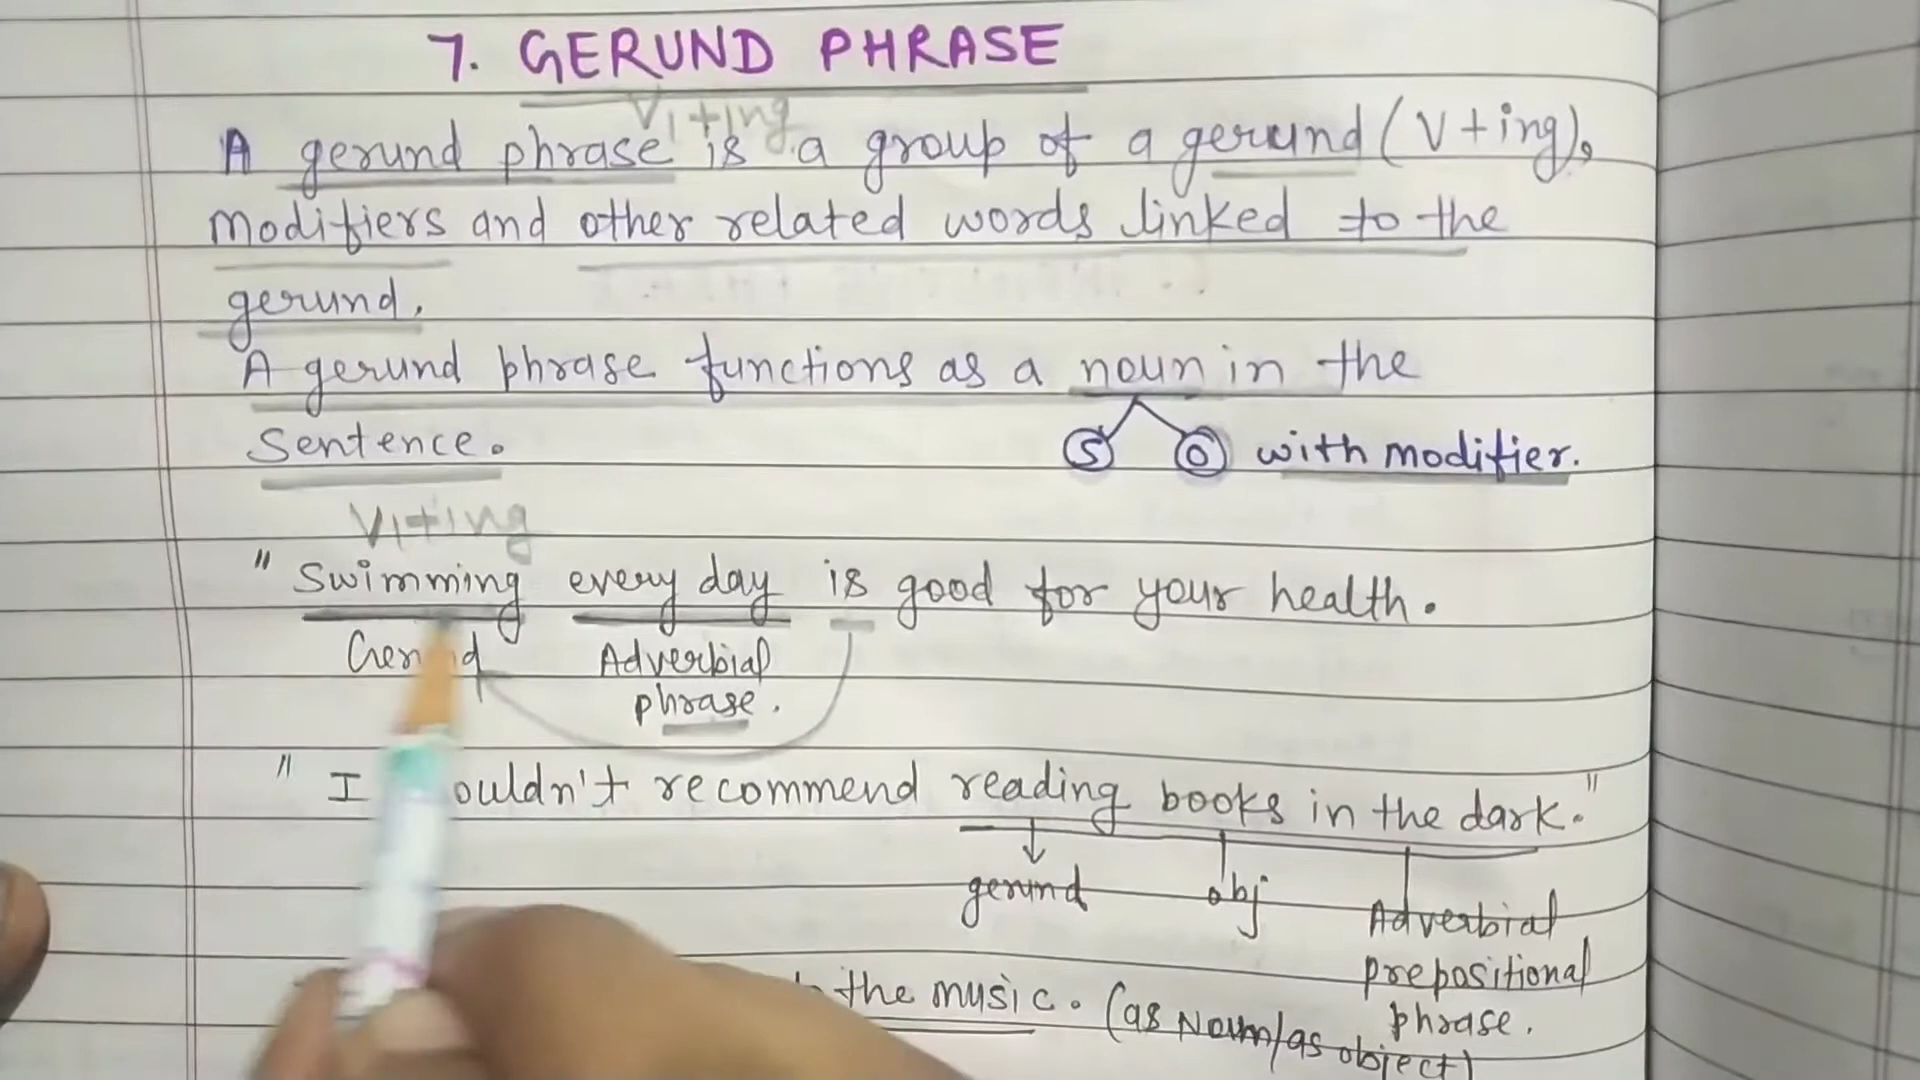 7. GERUND PHRASE
V1+ing
A gerund phrase is a group of a gerund (V+ing),
modifiers and other related words linked to the
gerund.
A gerund phrase functions as a noun in the
sentence.
S O with modifier.
V1+ing
" Swimming every day is good for your health.
Gerund Adverbial
phrase.
" I ouldn't recommend reading books in the dark."
gerund obj Adverbial
prepositional
phrase.
the music. (as Noun/as object)